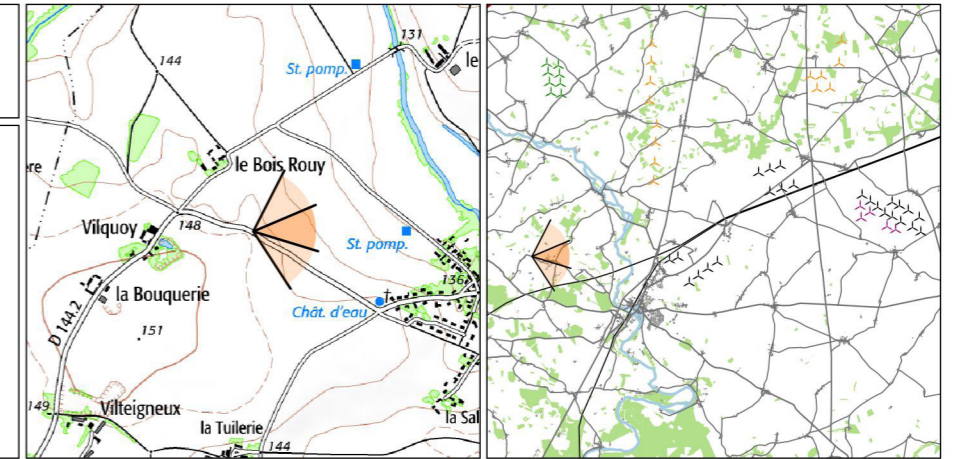 131
144
St. pomp.
le
re
le Bois Rouy
Vilquoy
148
St. pomp.
136
la Bouquerie
Chât. d'eau
D 144.2
151
149
Vilteigneux
la Sal
la Tuilerie
144